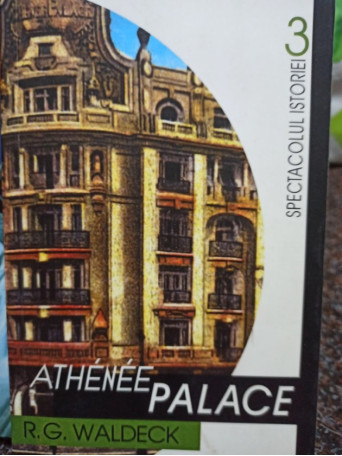 SPECTACOLUL ISTORIEI 3
ATHÉNÉE
PALACE
R.G. WALDECK